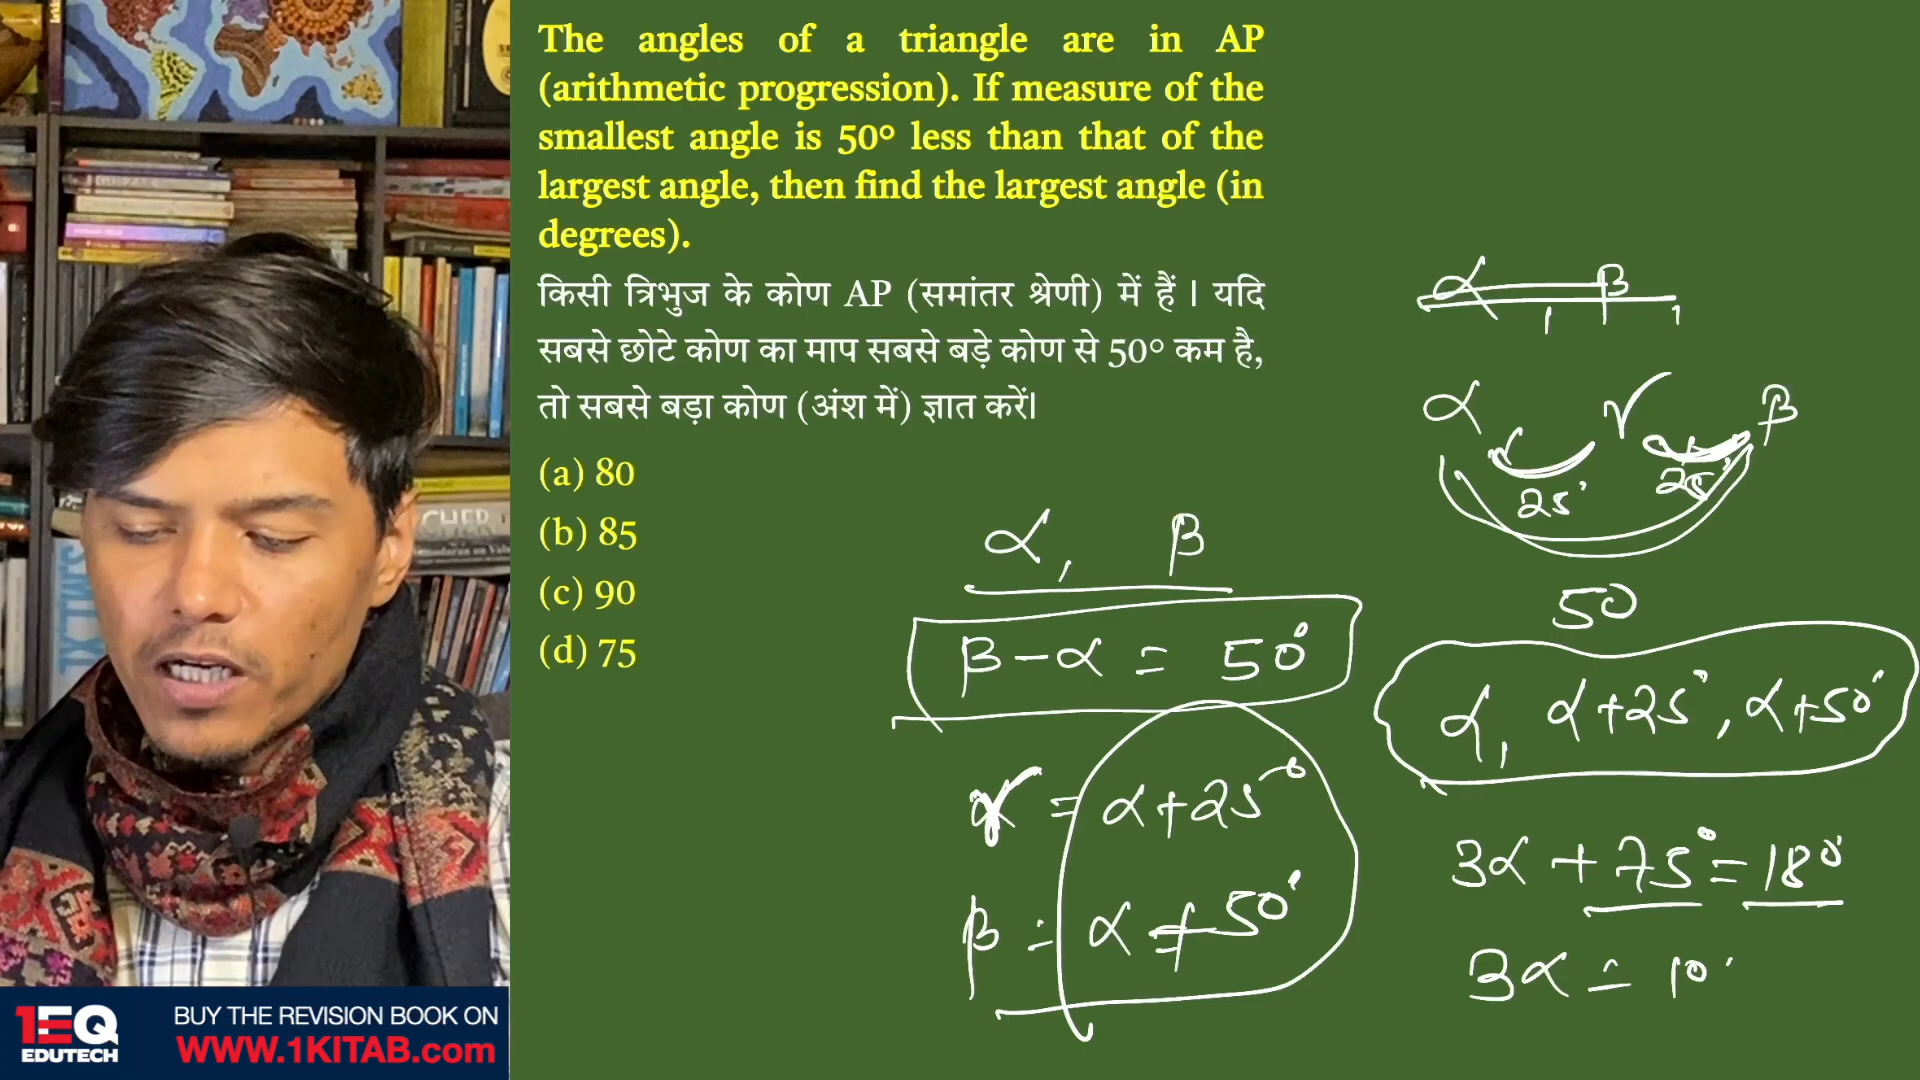 The angles of a triangle are in AP
(arithmetic progression). If measure of the
smallest angle is 50° less than that of the
largest angle, then find the largest angle (in
degrees).
किसी त्रिभुज के कोण AP (समांतर श्रेणी) में हैं। यदि
सबसे छोटे कोण का माप सबसे बड़े कोण से 50° कम है,
तो सबसे बड़ा कोण (अंश में) ज्ञात करें।
(a) 80
(b) 85
(c) 90
(d) 75
α, β
β - α = 50°
γ = α + 25°
β = α + 50°
α β
α γ β
25° 25°
50
α, α+25°, α+50°
3α + 75° = 180°
3α = 10
1EQ
EDUTECH
BUY THE REVISION BOOK ON
WWW.1KITAB.com